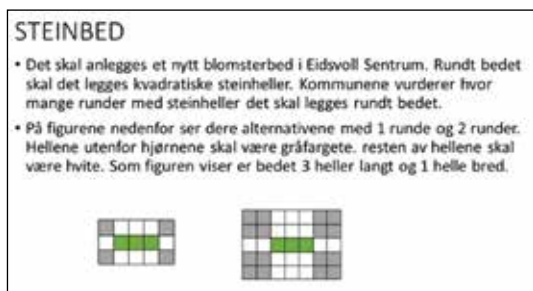 STEINBED
• Det skal anlegges et nytt blomsterbed i Eidsvoll Sentrum. Rundt bedet
skal det legges kvadratiske steinheller. Kommunene vurderer hvor
mange runder med steinheller det skal legges rundt bedet.
• På figurene nedenfor ser dere alternativene med 1 runde og 2 runder.
Hellene utenfor hjørnene skal være gråfargete. resten av hellene skal
være hvite. Som figuren viser er bedet 3 heller langt og 1 helle bred.